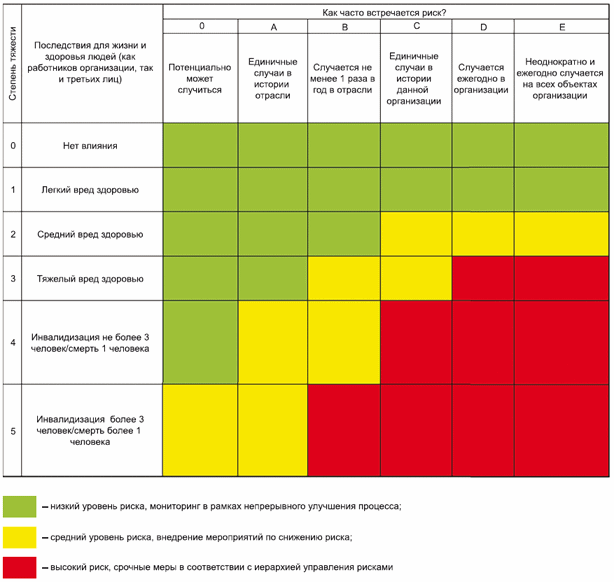 Степень тяжести
Последствия для жизни и
здоровья людей (как
работников организации, так
и третьих лиц)
Как часто встречается риск?
0
A
B
C
D
E
Потенциально
может
случиться
Единичные
случаи в
истории
отрасли
Случается не
менее 1 раза в
год в отрасли
Единичные
случаи в
истории
данной
организации
Случается
ежегодно в
организации
Неоднократно и
ежегодно случается
на всех объектах
организации
0
Нет влияния
1
Легкий вред здоровью
2
Средний вред здоровью
3
Тяжелый вред здоровью
4
Инвалидизация не более 3
человек/смерть 1 человека
5
Инвалидизация более 3
человек/смерть более 1
человека
– низкий уровень риска, мониторинг в рамках непрерывного улучшения процесса;
– средний уровень риска, внедрение мероприятий по снижению риска;
– высокий риск, срочные меры в соответствии с иерархией управления рисками